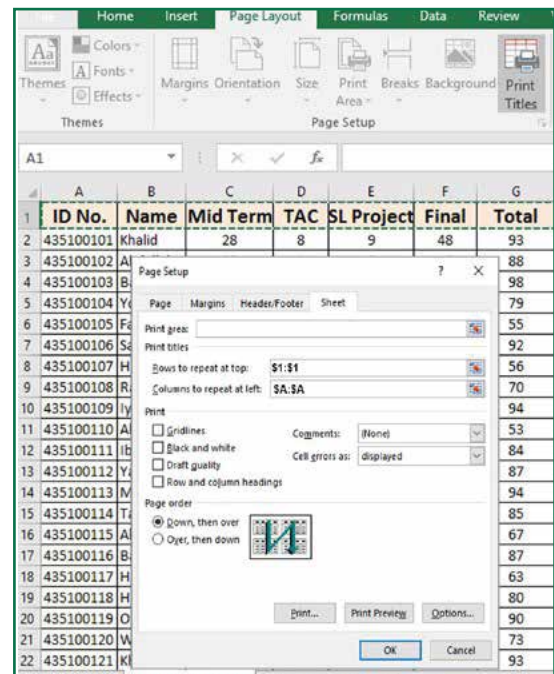 Home Insert Page Layout Formulas Data Review
Aa Colors
A Fonts
Effects
Themes Margins Orientation Size Print Area Breaks Background Print Titles
Themes Page Setup
A1 fx
A B C D E F G
1 ID No. Name Mid Term TAC SL Project Final Total
2 435100101 Khalid 28 8 9 48 93
3 435100102 88
4 435100103 98
5 435100104 79
6 435100105 55
7 435100106 92
8 435100107 56
9 435100108 70
10 435100109 94
11 435100110 53
12 435100111 84
13 435100112 87
14 435100113 94
15 435100114 85
16 435100115 67
17 435100116 87
18 435100117 63
19 435100118 80
20 435100119 90
21 435100120 73
22 435100121 93
Page Setup ? ×
Page Margins Header/Footer Sheet
Print area:
Print titles
Rows to repeat at top: $1:$1
Columns to repeat at left: $A:$A
Print
Gridlines Comments: (None)
Black and white Cell errors as: displayed
Draft quality
Row and column headings
Page order
Down, then over
Over, then down
Print... Print Preview Options...
OK Cancel